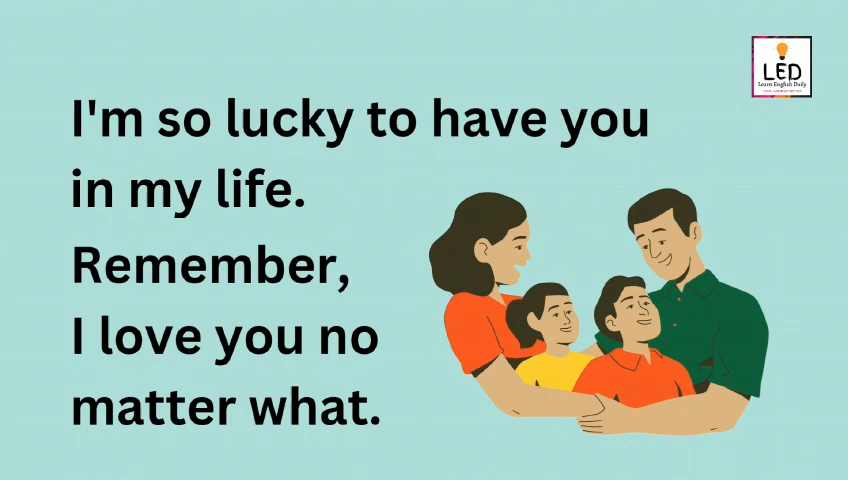 I'm so lucky to have you
in my life.
Remember,
I love you no
matter what.
LED
Learn English Daily